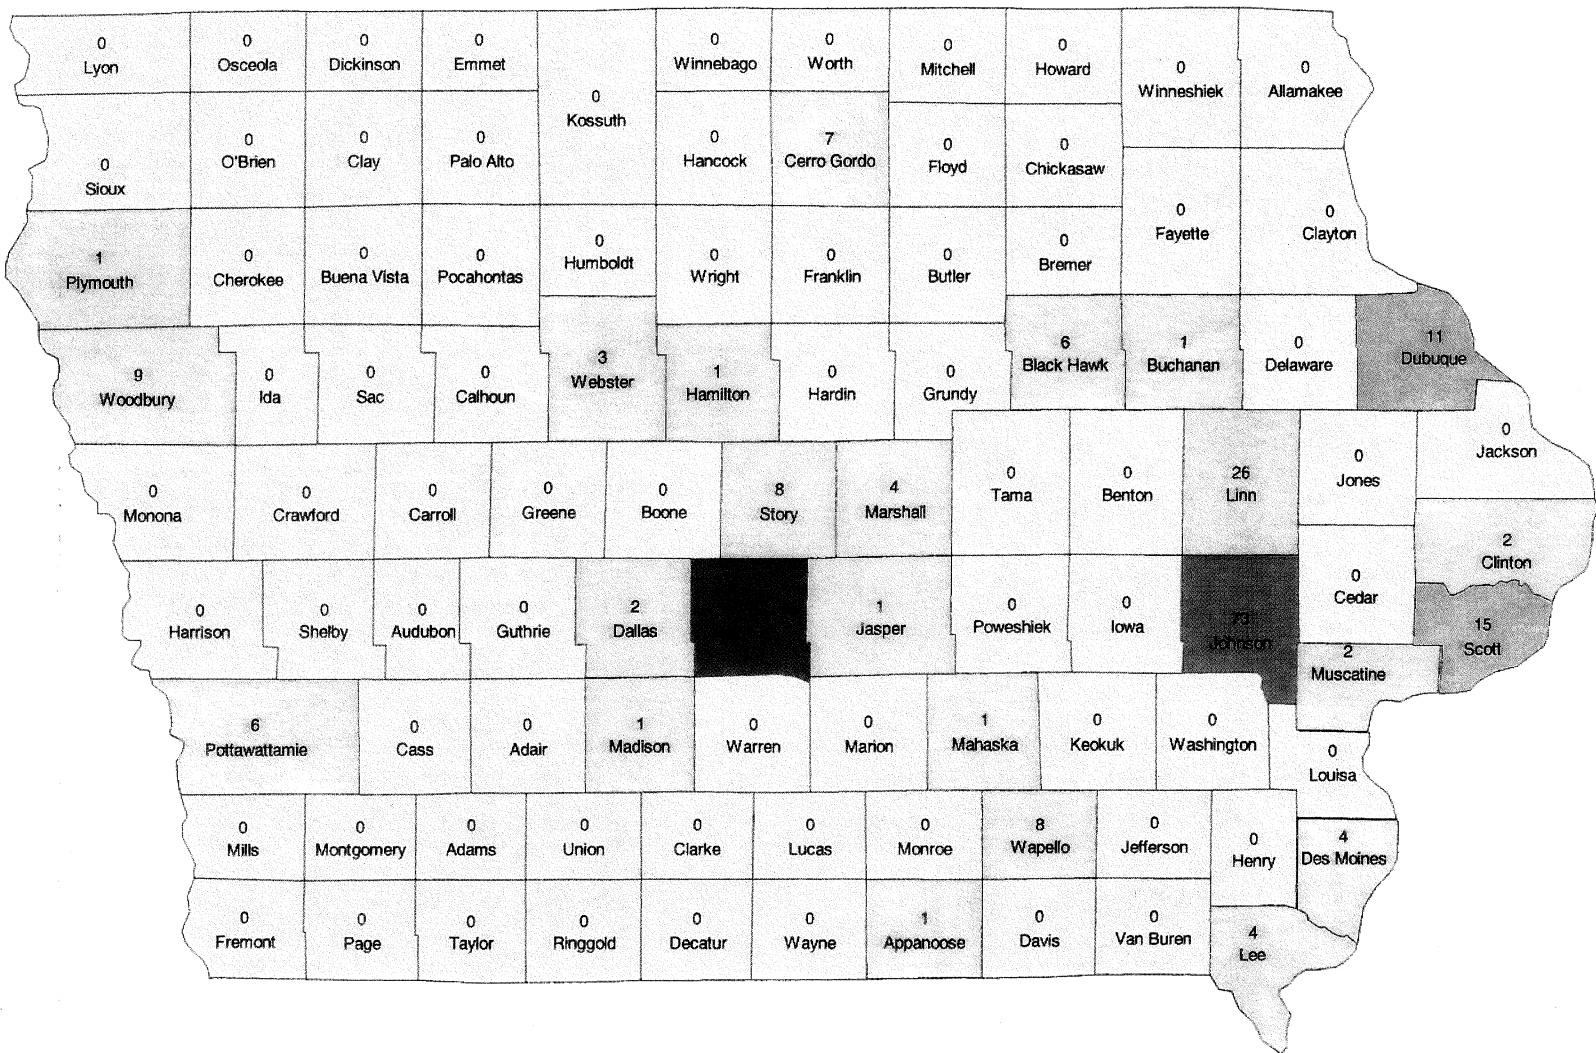 0
Lyon
0
Osceola
0
Dickinson
0
Emmet
0
Kossuth
0
Winnebago
0
Worth
0
Mitchell
0
Howard
0
Winneshiek
0
Allamakee
0
Sioux
0
O'Brien
0
Clay
0
Palo Alto
0
Hancock
7
Cerro Gordo
0
Floyd
0
Chickasaw
0
Fayette
0
Clayton
1
Plymouth
0
Cherokee
0
Buena Vista
0
Pocahontas
0
Humboldt
0
Wright
0
Franklin
0
Butler
0
Bremer
9
Woodbury
0
Ida
0
Sac
0
Calhoun
3
Webster
1
Hamilton
0
Hardin
0
Grundy
6
Black Hawk
1
Buchanan
0
Delaware
11
Dubuque
0
Monona
0
Crawford
0
Carroll
0
Greene
0
Boone
8
Story
4
Marshall
0
Tama
0
Benton
26
Linn
0
Jones
0
Jackson
2
Clinton
0
Harrison
0
Shelby
0
Audubon
0
Guthrie
2
Dallas
1
Jasper
0
Poweshiek
0
Iowa
73
Johnson
0
Cedar
15
Scott
2
Muscatine
6
Pottawattamie
0
Cass
0
Adair
1
Madison
0
Warren
0
Marion
1
Mahaska
0
Keokuk
0
Washington
0
Louisa
0
Mills
0
Montgomery
0
Adams
0
Union
0
Clarke
0
Lucas
0
Monroe
8
Wapello
0
Jefferson
0
Henry
4
Des Moines
0
Fremont
0
Page
0
Taylor
0
Ringgold
0
Decatur
0
Wayne
1
Appanoose
0
Davis
0
Van Buren
4
Lee